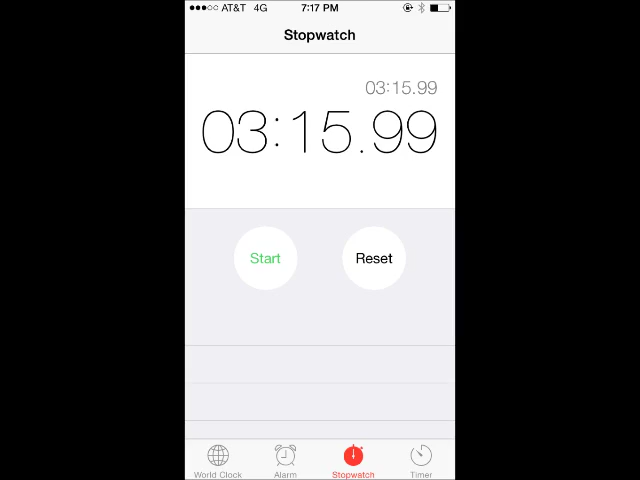 AT&T 4G 7:17 PM
Stopwatch
03:15.99
03:15.99
Start Reset
World Clock Alarm Stopwatch Timer